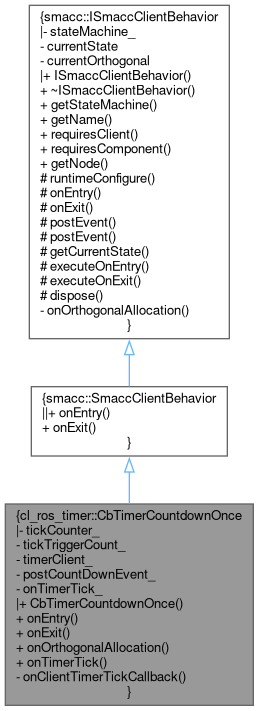 {smacc::ISmaccClientBehavior
|- stateMachine_
- currentState
- currentOrthogonal
|+ ISmaccClientBehavior()
+ ~ISmaccClientBehavior()
+ getStateMachine()
+ getName()
+ requiresClient()
+ requiresComponent()
+ getNode()
# runtimeConfigure()
# onEntry()
# onExit()
# postEvent()
# postEvent()
# getCurrentState()
# executeOnEntry()
# executeOnExit()
# dispose()
- onOrthogonalAllocation()
}
{smacc::SmaccClientBehavior
||+ onEntry()
+ onExit()
}
{cl_ros_timer::CbTimerCountdownOnce
|- tickCounter_
- tickTriggerCount_
- timerClient_
- postCountDownEvent_
- onTimerTick_
|+ CbTimerCountdownOnce()
+ onEntry()
+ onExit()
+ onOrthogonalAllocation()
+ onTimerTick()
- onClientTimerTickCallback()
}